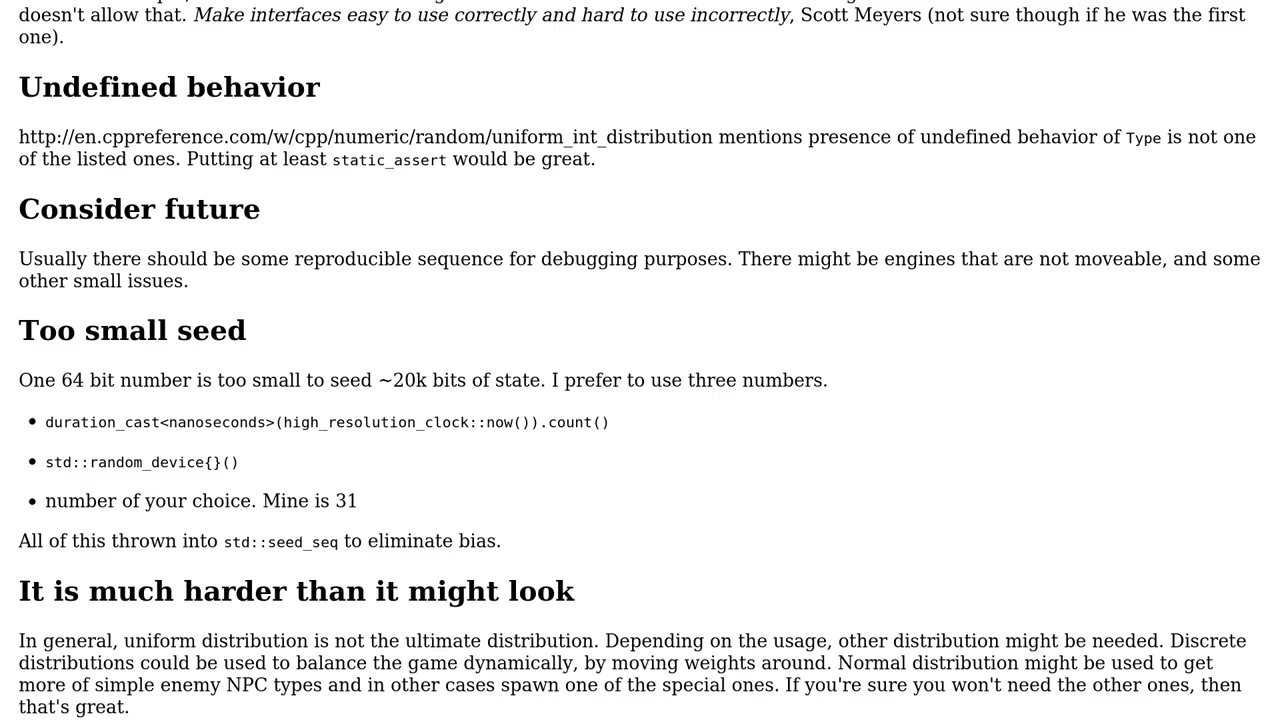 doesn't allow that. Make interfaces easy to use correctly and hard to use incorrectly, Scott Meyers (not sure though if he was the first
one).
Undefined behavior
http://en.cppreference.com/w/cpp/numeric/random/uniform_int_distribution mentions presence of undefined behavior of Type is not one
of the listed ones. Putting at least static_assert would be great.
Consider future
Usually there should be some reproducible sequence for debugging purposes. There might be engines that are not moveable, and some
other small issues.
Too small seed
One 64 bit number is too small to seed ~20k bits of state. I prefer to use three numbers.
• duration_cast<nanoseconds>(high_resolution_clock::now()).count()
• std::random_device{}()
• number of your choice. Mine is 31
All of this thrown into std::seed_seq to eliminate bias.
It is much harder than it might look
In general, uniform distribution is not the ultimate distribution. Depending on the usage, other distribution might be needed. Discrete
distributions could be used to balance the game dynamically, by moving weights around. Normal distribution might be used to get
more of simple enemy NPC types and in other cases spawn one of the special ones. If you're sure you won't need the other ones, then
that's great.